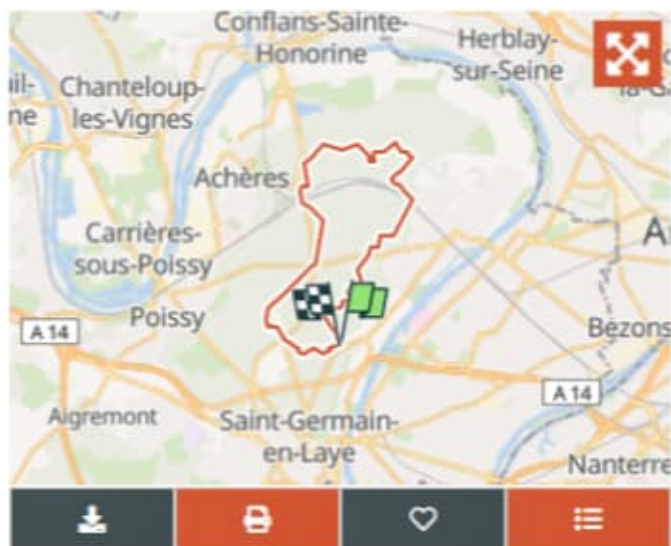 Conflans-Sainte-
Honorine
Herblay-
sur-Seine
Chanteloup-
les-Vignes
Achères
Carrières-
sous-Poissy
Poissy
A 14
Bezons
A 14
Aigremont
Saint-Germain-
en-Laye
Nanterre